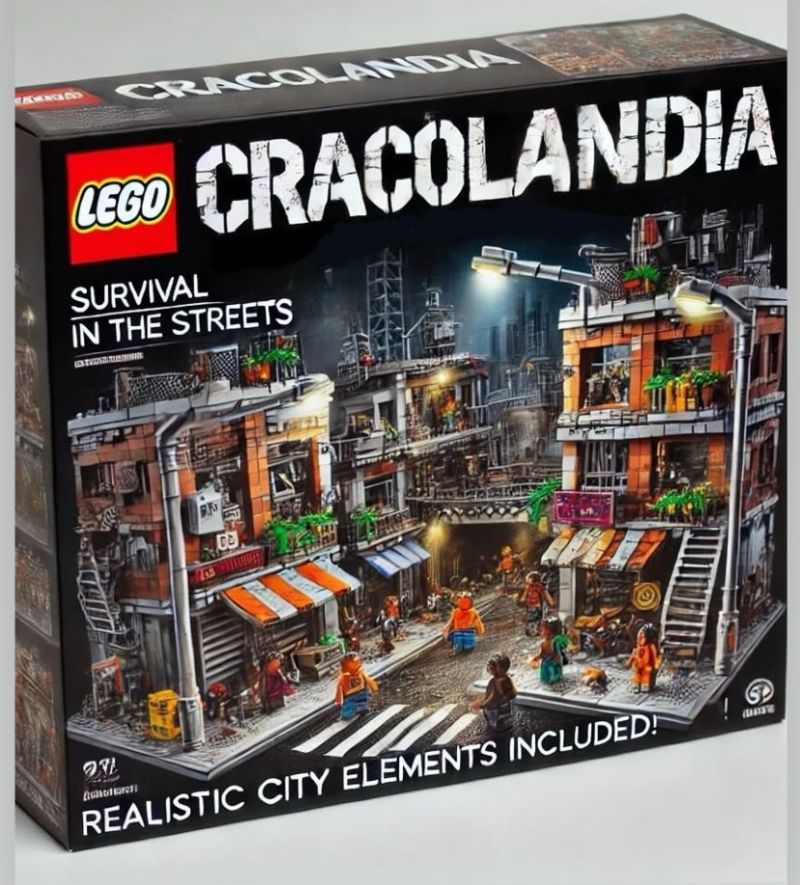 CRACOLANDIA
LEGO
CRACOLANDIA
SURVIVAL
IN THE STREETS
REALISTIC CITY ELEMENTS INCLUDED!